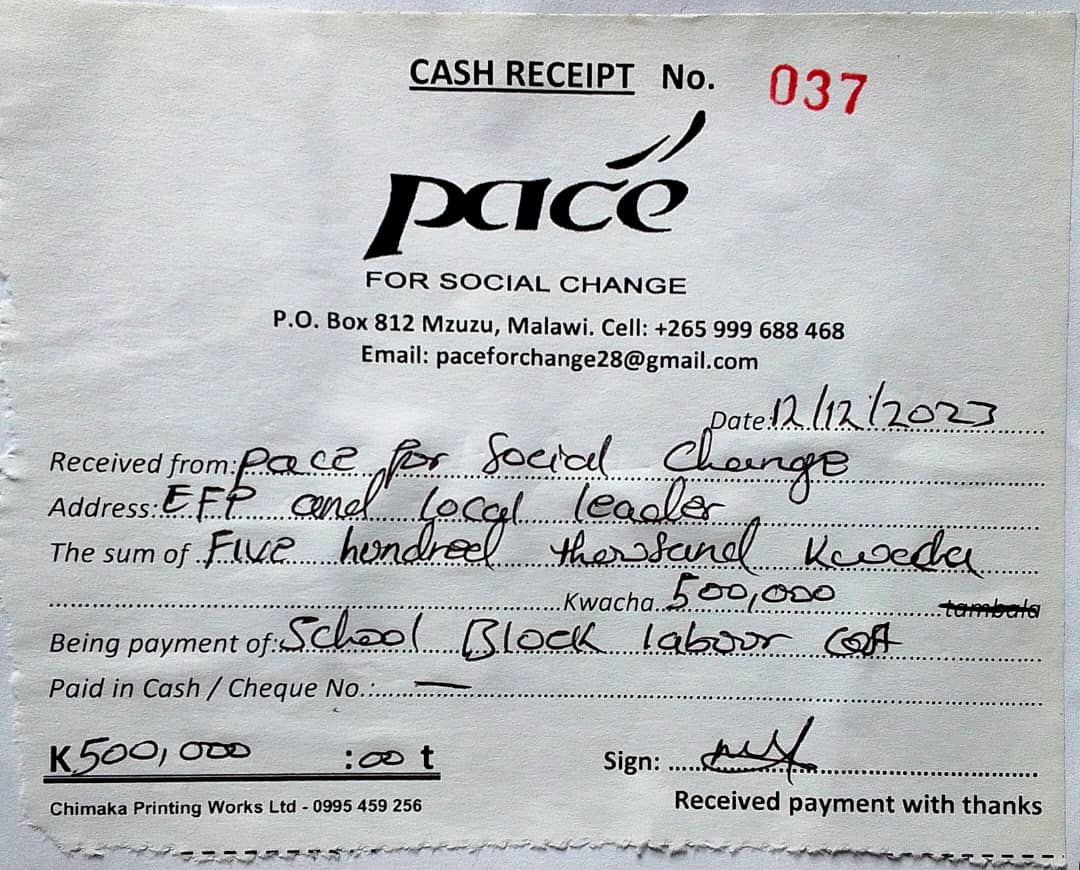 CASH RECEIPT No. 037
pace
FOR SOCIAL CHANGE
P.O. Box 812 Mzuzu, Malawi. Cell: +265 999 688 468
Email: paceforchange28@gmail.com
Date: 12/12/2023
Received from: Pace for Social Change
Address: EFP and Local leader
The sum of Five hundred thousand
Kwacha 500,000 tambala
Being payment of: School Block labour
Paid in Cash / Cheque No.: —
K500,000 :00 t
Sign:
Chimaka Printing Works Ltd - 0995 459 256
Received payment with thanks